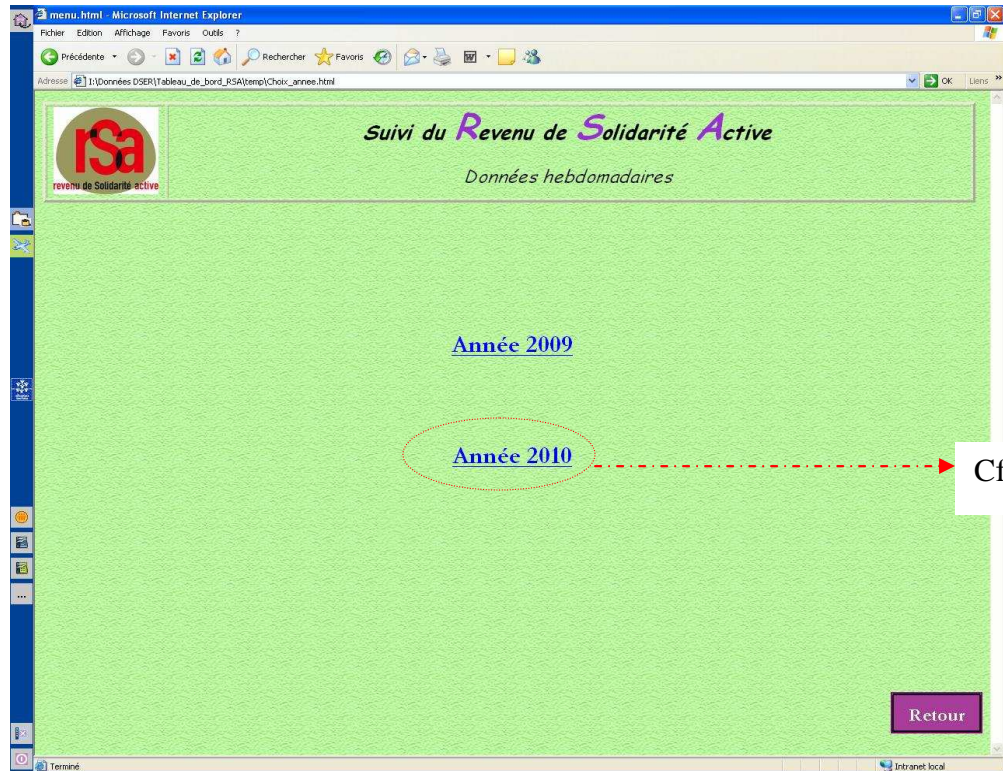 menu.html - Microsoft Internet Explorer
Fichier Edition Affichage Favoris Outils ?
Précédente Rechercher Favoris
Adresse I:\Données DSER\Tableau_de_bord_RSA\temp\Choix_annee.html OK Liens »
rSa
revenu de Solidarité active
Suivi du Revenu de Solidarité Active
Données hebdomadaires
Année 2009
Année 2010
Cf
Retour
Terminé Intranet local